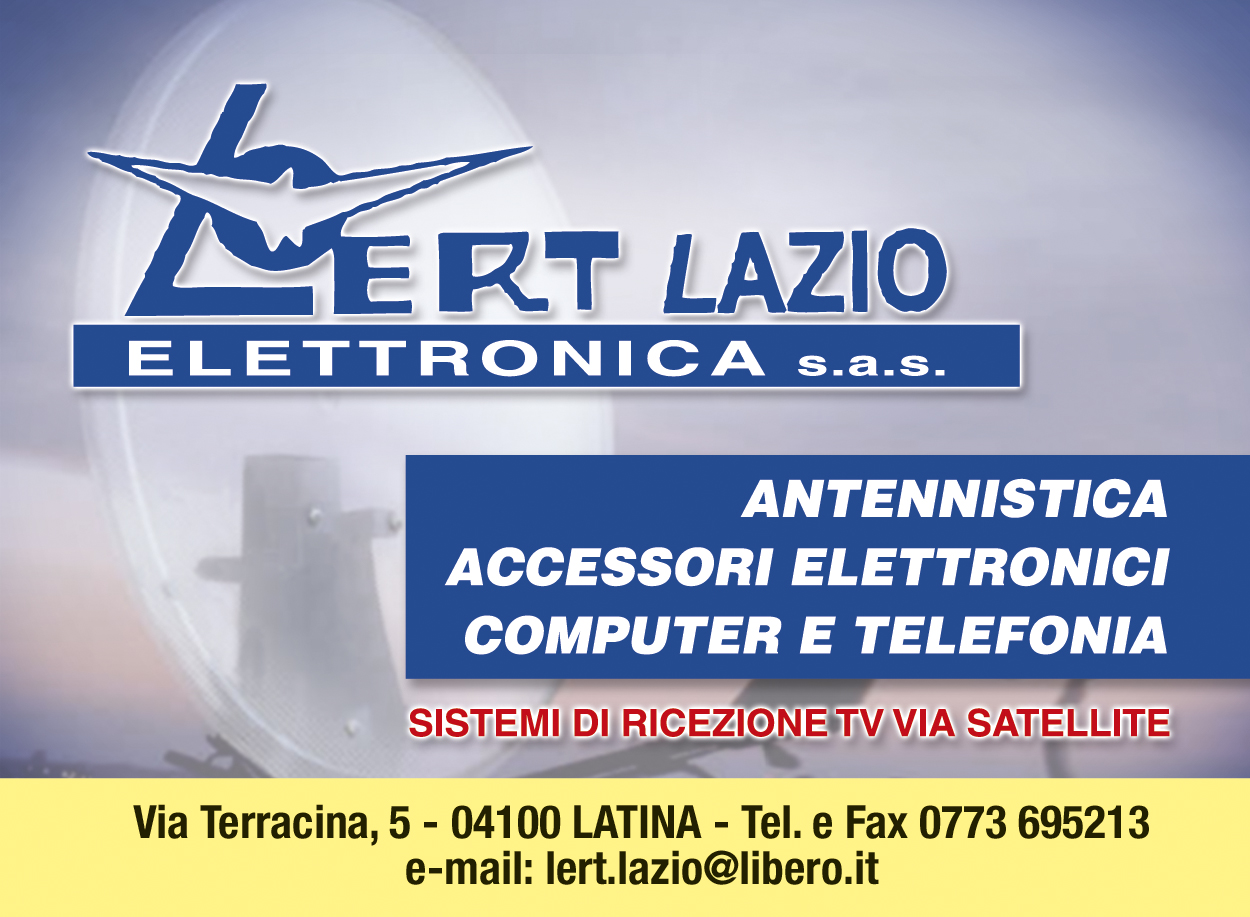 LERT LAZIO
ELETTRONICA s.a.s.
ANTENNISTICA
ACCESSORI ELETTRONICI
COMPUTER E TELEFONIA
SISTEMI DI RICEZIONE TV VIA SATELLITE
Via Terracina, 5 - 04100 LATINA - Tel. e Fax 0773 695213
e-mail: lert.lazio@libero.it